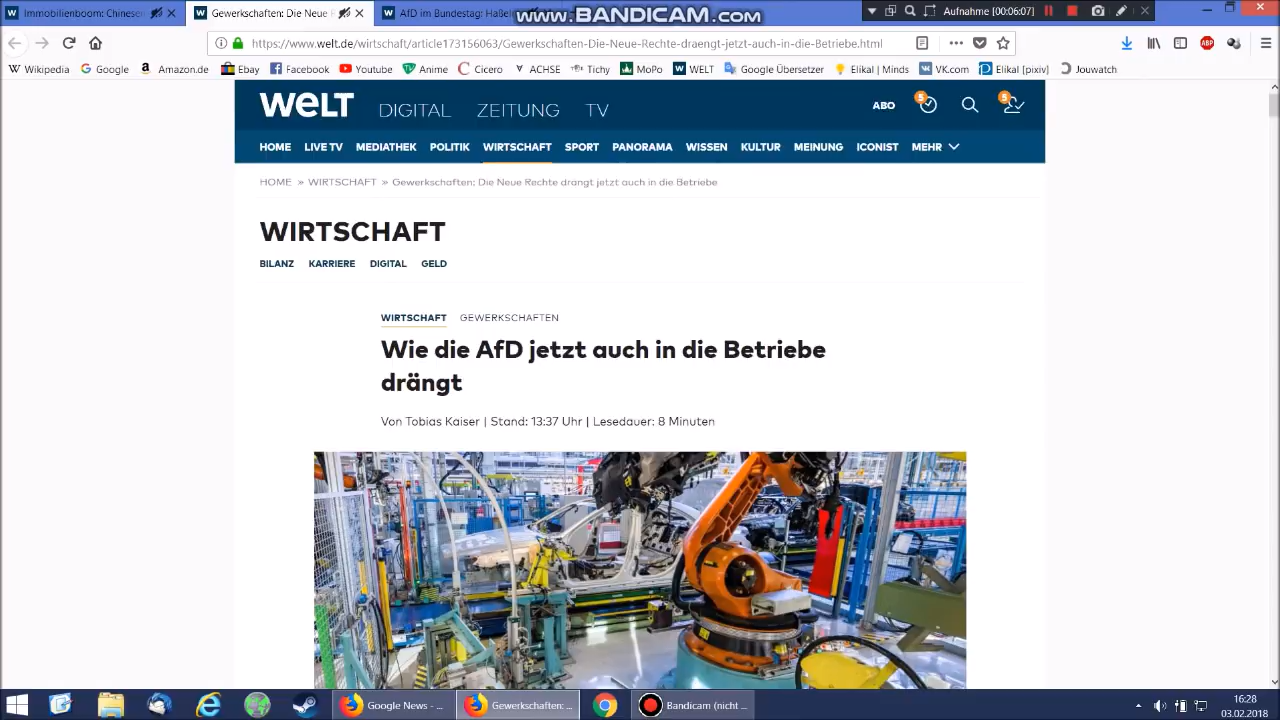 Immobilienboom: Chinesen
Gewerkschaften: Die Neue R
AfD im Bundestag: Haßelm
www.BANDICAM.com
Aufnahme [00:06:07]
https://www.welt.de/wirtschaft/article173156063/Gewerkschaften-Die-Neue-Rechte-draengt-jetzt-auch-in-die-Betriebe.html
Wikipedia Google Amazon.de Ebay Facebook Youtube Anime Cicero ACHSE Tichy MoPo WELT Google Übersetzer Elikal | Minds VK.com Elikal [pixiv] Jouwatch
WELT DIGITAL ZEITUNG TV
ABO 5 5
HOME LIVE TV MEDIATHEK POLITIK WIRTSCHAFT SPORT PANORAMA WISSEN KULTUR MEINUNG ICONIST MEHR
HOME » WIRTSCHAFT » Gewerkschaften: Die Neue Rechte drängt jetzt auch in die Betriebe
WIRTSCHAFT
BILANZ KARRIERE DIGITAL GELD
WIRTSCHAFT GEWERKSCHAFTEN
Wie die AfD jetzt auch in die Betriebe
drängt
Von Tobias Kaiser | Stand: 13:37 Uhr | Lesedauer: 8 Minuten
Google News - ...
Gewerkschaften: ...
Bandicam (nicht ...
16:28
03.02.2018